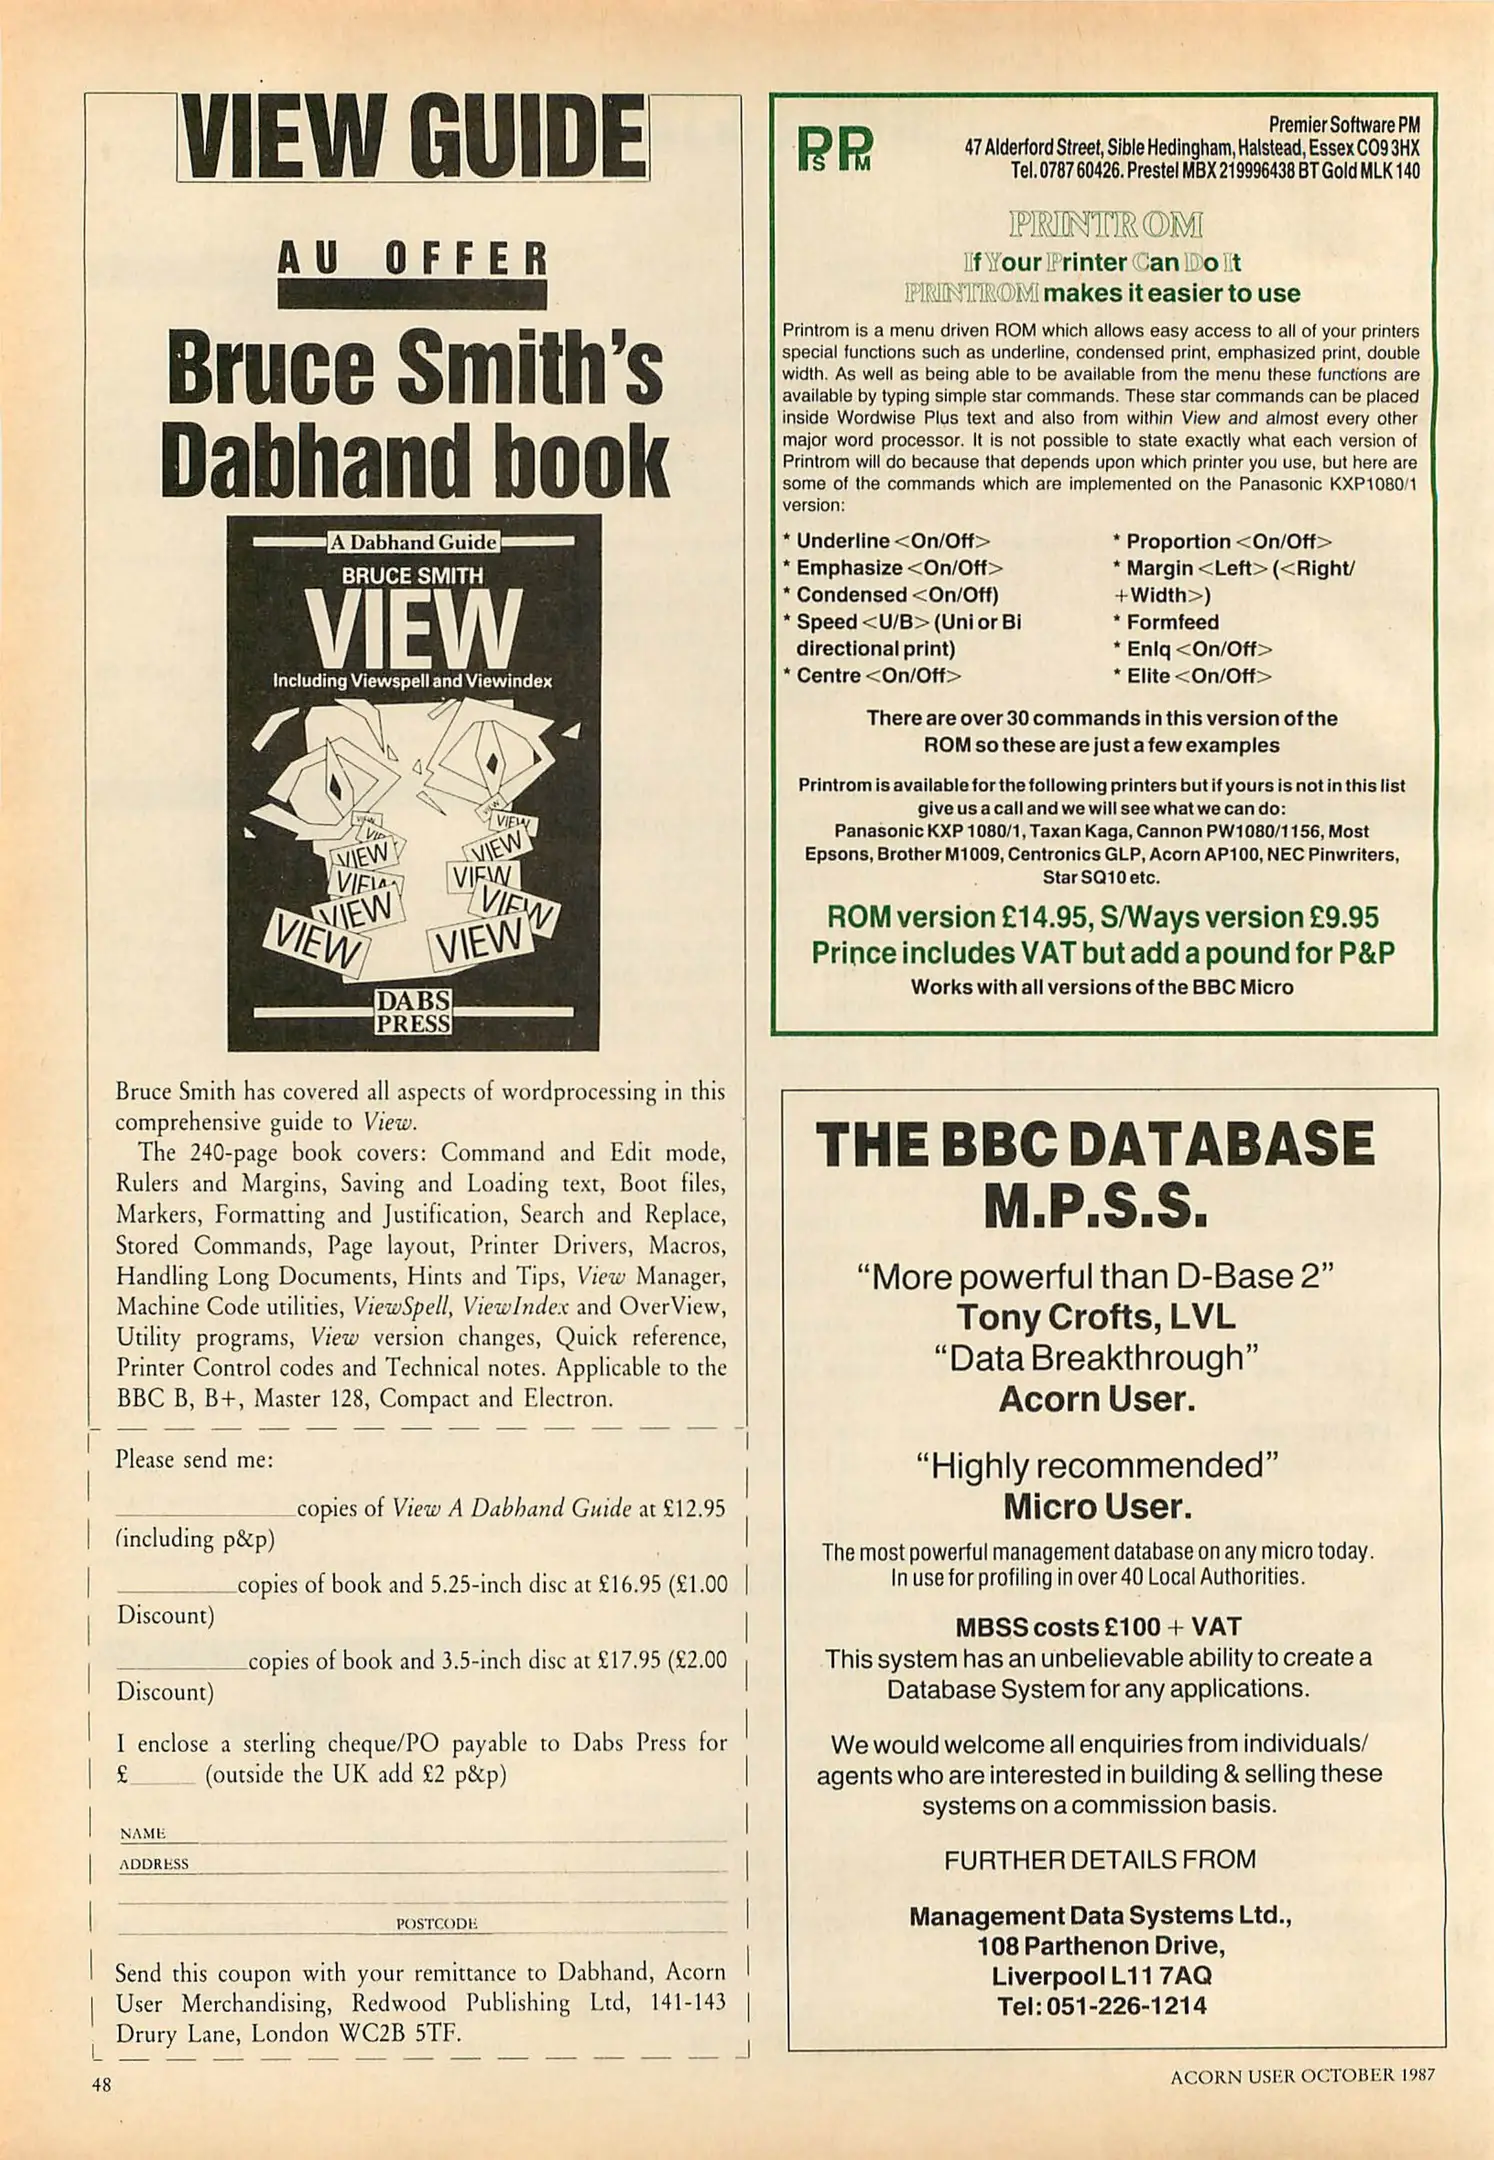 VIEW GUIDE
AU OFFER
Bruce Smith's
Dabhand book
A Dabhand Guide
BRUCE SMITH
VIEW
Including Viewspell and Viewindex
VIEW
VIEW
VIEW
VIEW
VIEW
VIEW
VIEW
VIEW
VIEW
VIEW
VIEW
VIEW
DABS
PRESS
Bruce Smith has covered all aspects of wordprocessing in this
comprehensive guide to View.
The 240-page book covers: Command and Edit mode,
Rulers and Margins, Saving and Loading text, Boot files,
Markers, Formatting and Justification, Search and Replace,
Stored Commands, Page layout, Printer Drivers, Macros,
Handling Long Documents, Hints and Tips, View Manager,
Machine Code utilities, ViewSpell, ViewIndex and OverView,
Utility programs, View version changes, Quick reference,
Printer Control codes and Technical notes. Applicable to the
BBC B, B+, Master 128, Compact and Electron.
Please send me:
copies of View A Dabhand Guide at £12.95
(including p&p)
copies of book and 5.25-inch disc at £16.95 (£1.00
Discount)
copies of book and 3.5-inch disc at £17.95 (£2.00
Discount)
I enclose a sterling cheque/PO payable to Dabs Press for
£ (outside the UK add £2 p&p)
NAME
ADDRESS
POSTCODE
Send this coupon with your remittance to Dabhand, Acorn
User Merchandising, Redwood Publishing Ltd, 141-143
Drury Lane, London WC2B 5TF.
48
PS PM
Premier Software PM
47 Alderford Street, Sible Hedingham, Halstead, Essex CO9 3HX
Tel. 0787 60426. Prestel MBX 219996438 BT Gold MLK 140
PRINTROM
If Your Printer Can Do It
PRINTROM makes it easier to use
Printrom is a menu driven ROM which allows easy access to all of your printers
special functions such as underline, condensed print, emphasized print, double
width. As well as being able to be available from the menu these functions are
available by typing simple star commands. These star commands can be placed
inside Wordwise Plus text and also from within View and almost every other
major word processor. It is not possible to state exactly what each version of
Printrom will do because that depends upon which printer you use, but here are
some of the commands which are implemented on the Panasonic KXP1080/1
version:
* Underline <On/Off>
* Emphasize <On/Off>
* Condensed <On/Off)
* Speed <U/B> (Uni or Bi
directional print)
* Centre <On/Off>
* Proportion <On/Off>
* Margin <Left> (<Right/
+Width>)
* Formfeed
* Enlq <On/Off>
* Elite <On/Off>
There are over 30 commands in this version of the
ROM so these are just a few examples
Printrom is available for the following printers but if yours is not in this list
give us a call and we will see what we can do:
Panasonic KXP 1080/1, Taxan Kaga, Cannon PW1080/1156, Most
Epsons, Brother M1009, Centronics GLP, Acorn AP100, NEC Pinwriters,
Star SQ10 etc.
ROM version £14.95, S/Ways version £9.95
Prince includes VAT but add a pound for P&P
Works with all versions of the BBC Micro
THE BBC DATABASE
M.P.S.S.
"More powerful than D-Base 2"
Tony Crofts, LVL
"Data Breakthrough"
Acorn User.
"Highly recommended"
Micro User.
The most powerful management database on any micro today.
In use for profiling in over 40 Local Authorities.
MBSS costs £100 + VAT
This system has an unbelievable ability to create a
Database System for any applications.
We would welcome all enquiries from individuals/
agents who are interested in building & selling these
systems on a commission basis.
FURTHER DETAILS FROM
Management Data Systems Ltd.,
108 Parthenon Drive,
Liverpool L11 7AQ
Tel: 051-226-1214
ACORN USER OCTOBER 1987